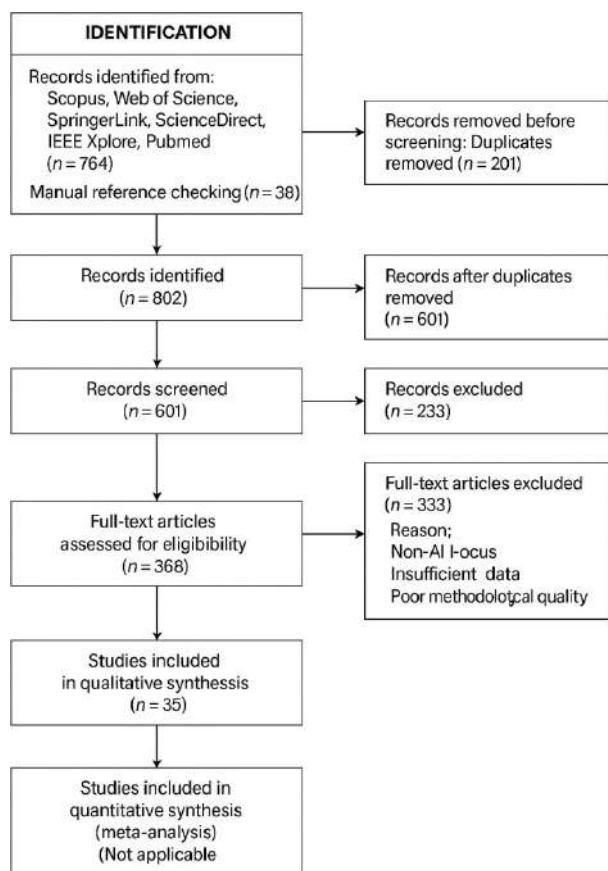 IDENTIFICATION
Records identified from:
Scopus, Web of Science,
SpringerLink, ScienceDirect,
IEEE Xplore, Pubmed
(n = 764)
Manual reference checking (n = 38)
Records removed before
screening: Duplicates
removed (n = 201)
Records identified
(n = 802)
Records after duplicates
removed
(n = 601)
Records screened
(n = 601)
Records excluded
(n = 233)
Full-text articles
assessed for eligibibility
(n = 368)
Full-text articles excluded
(n = 333)
Reason;
Non-AI I-ocus
Insufficient data
Poor methodolotcal quality
Studies included
in qualitative synthessis
(n = 35)
Studies included in
quantitative synthesis
(meta-analysis)
(Not applicable